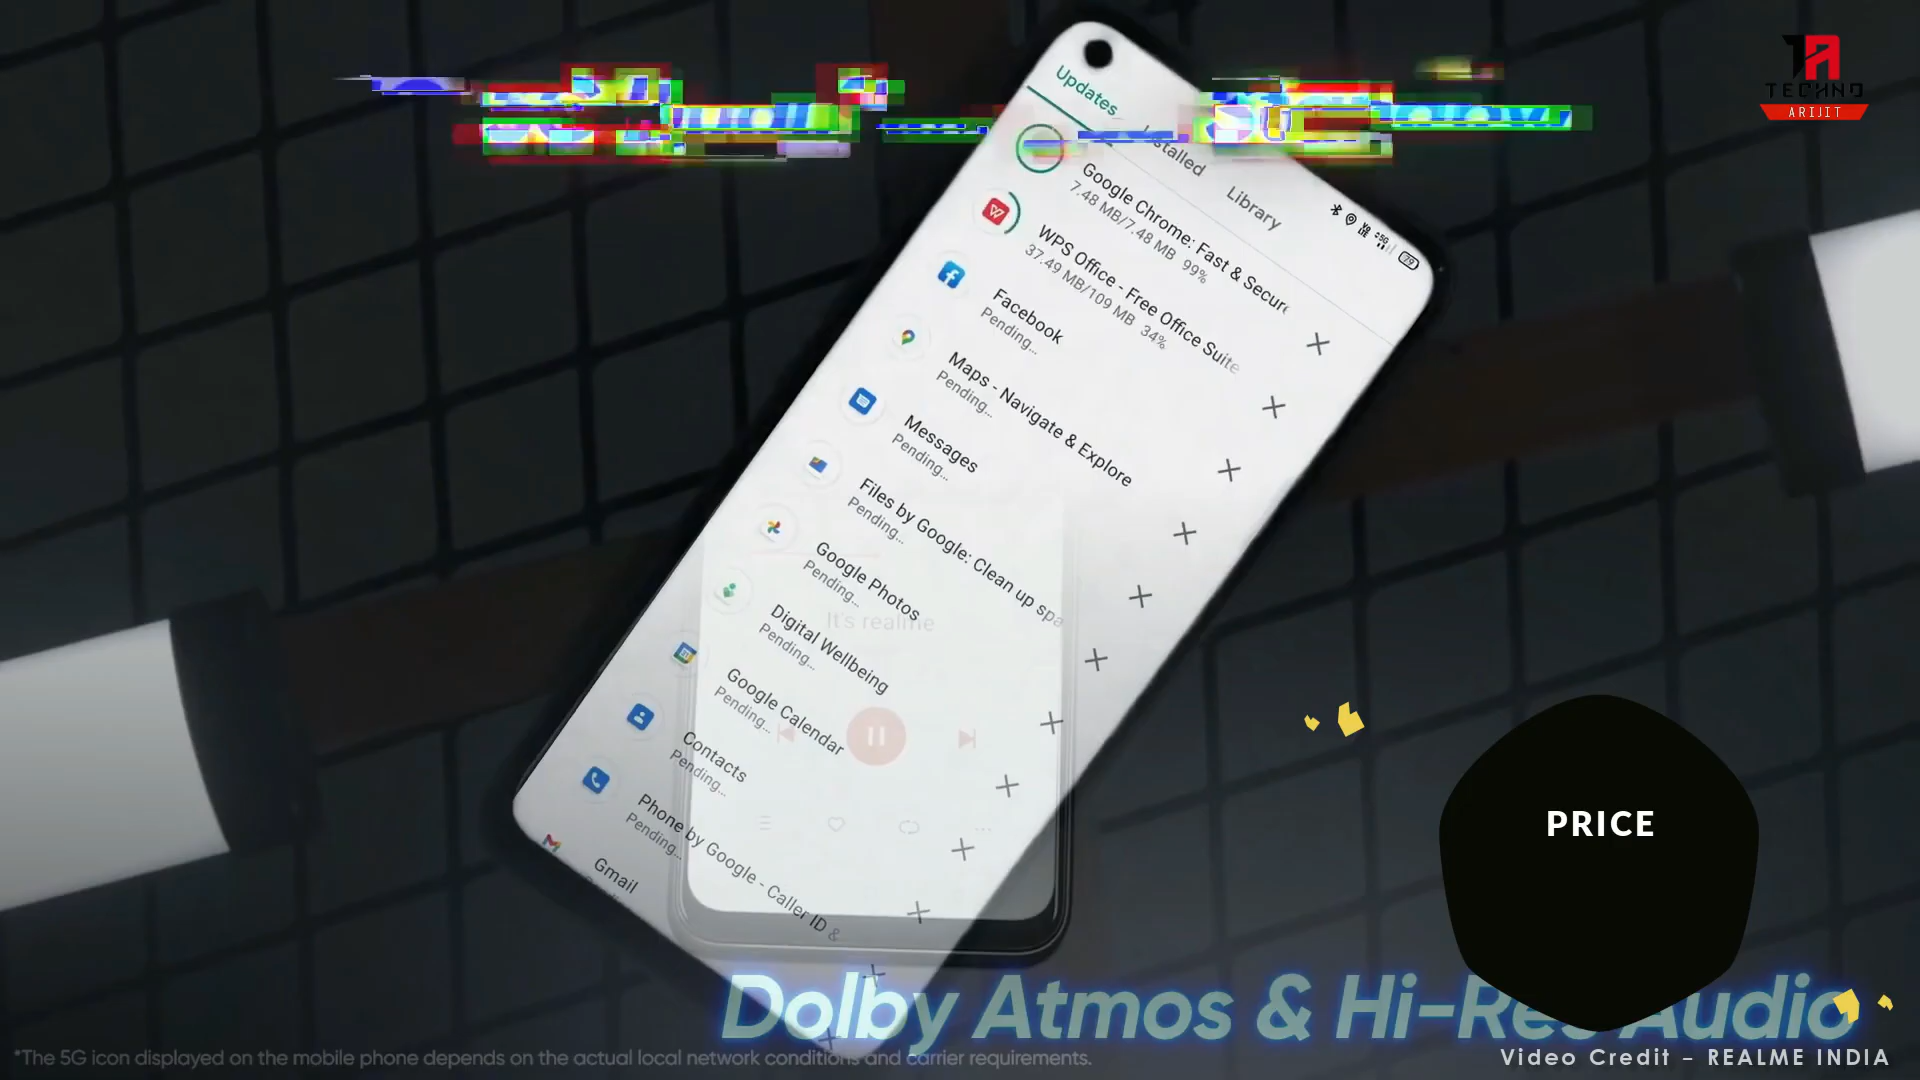 TECHNO
ARIJIT
Updates
Installed
Library
5G
79
Google Chrome: Fast & Secure
7.48 MB/7.48 MB 99%
WPS Office - Free Office Suite
37.49 MB/109 MB 34%
Facebook
Pending...
Maps - Navigate & Explore
Pending...
Messages
Pending...
Files by Google: Clean up spa
Pending...
Google Photos
Pending...
It's realme
Digital Wellbeing
Pending...
Google Calendar
Pending...
Contacts
Pending...
Phone by Google - Caller ID &
Pending...
Gmail
PRICE
Dolby Atmos & Hi-Res Audio
*The 5G icon displayed on the mobile phone depends on the actual local network conditions and carrier requirements.
Video Credit – REALME INDIA